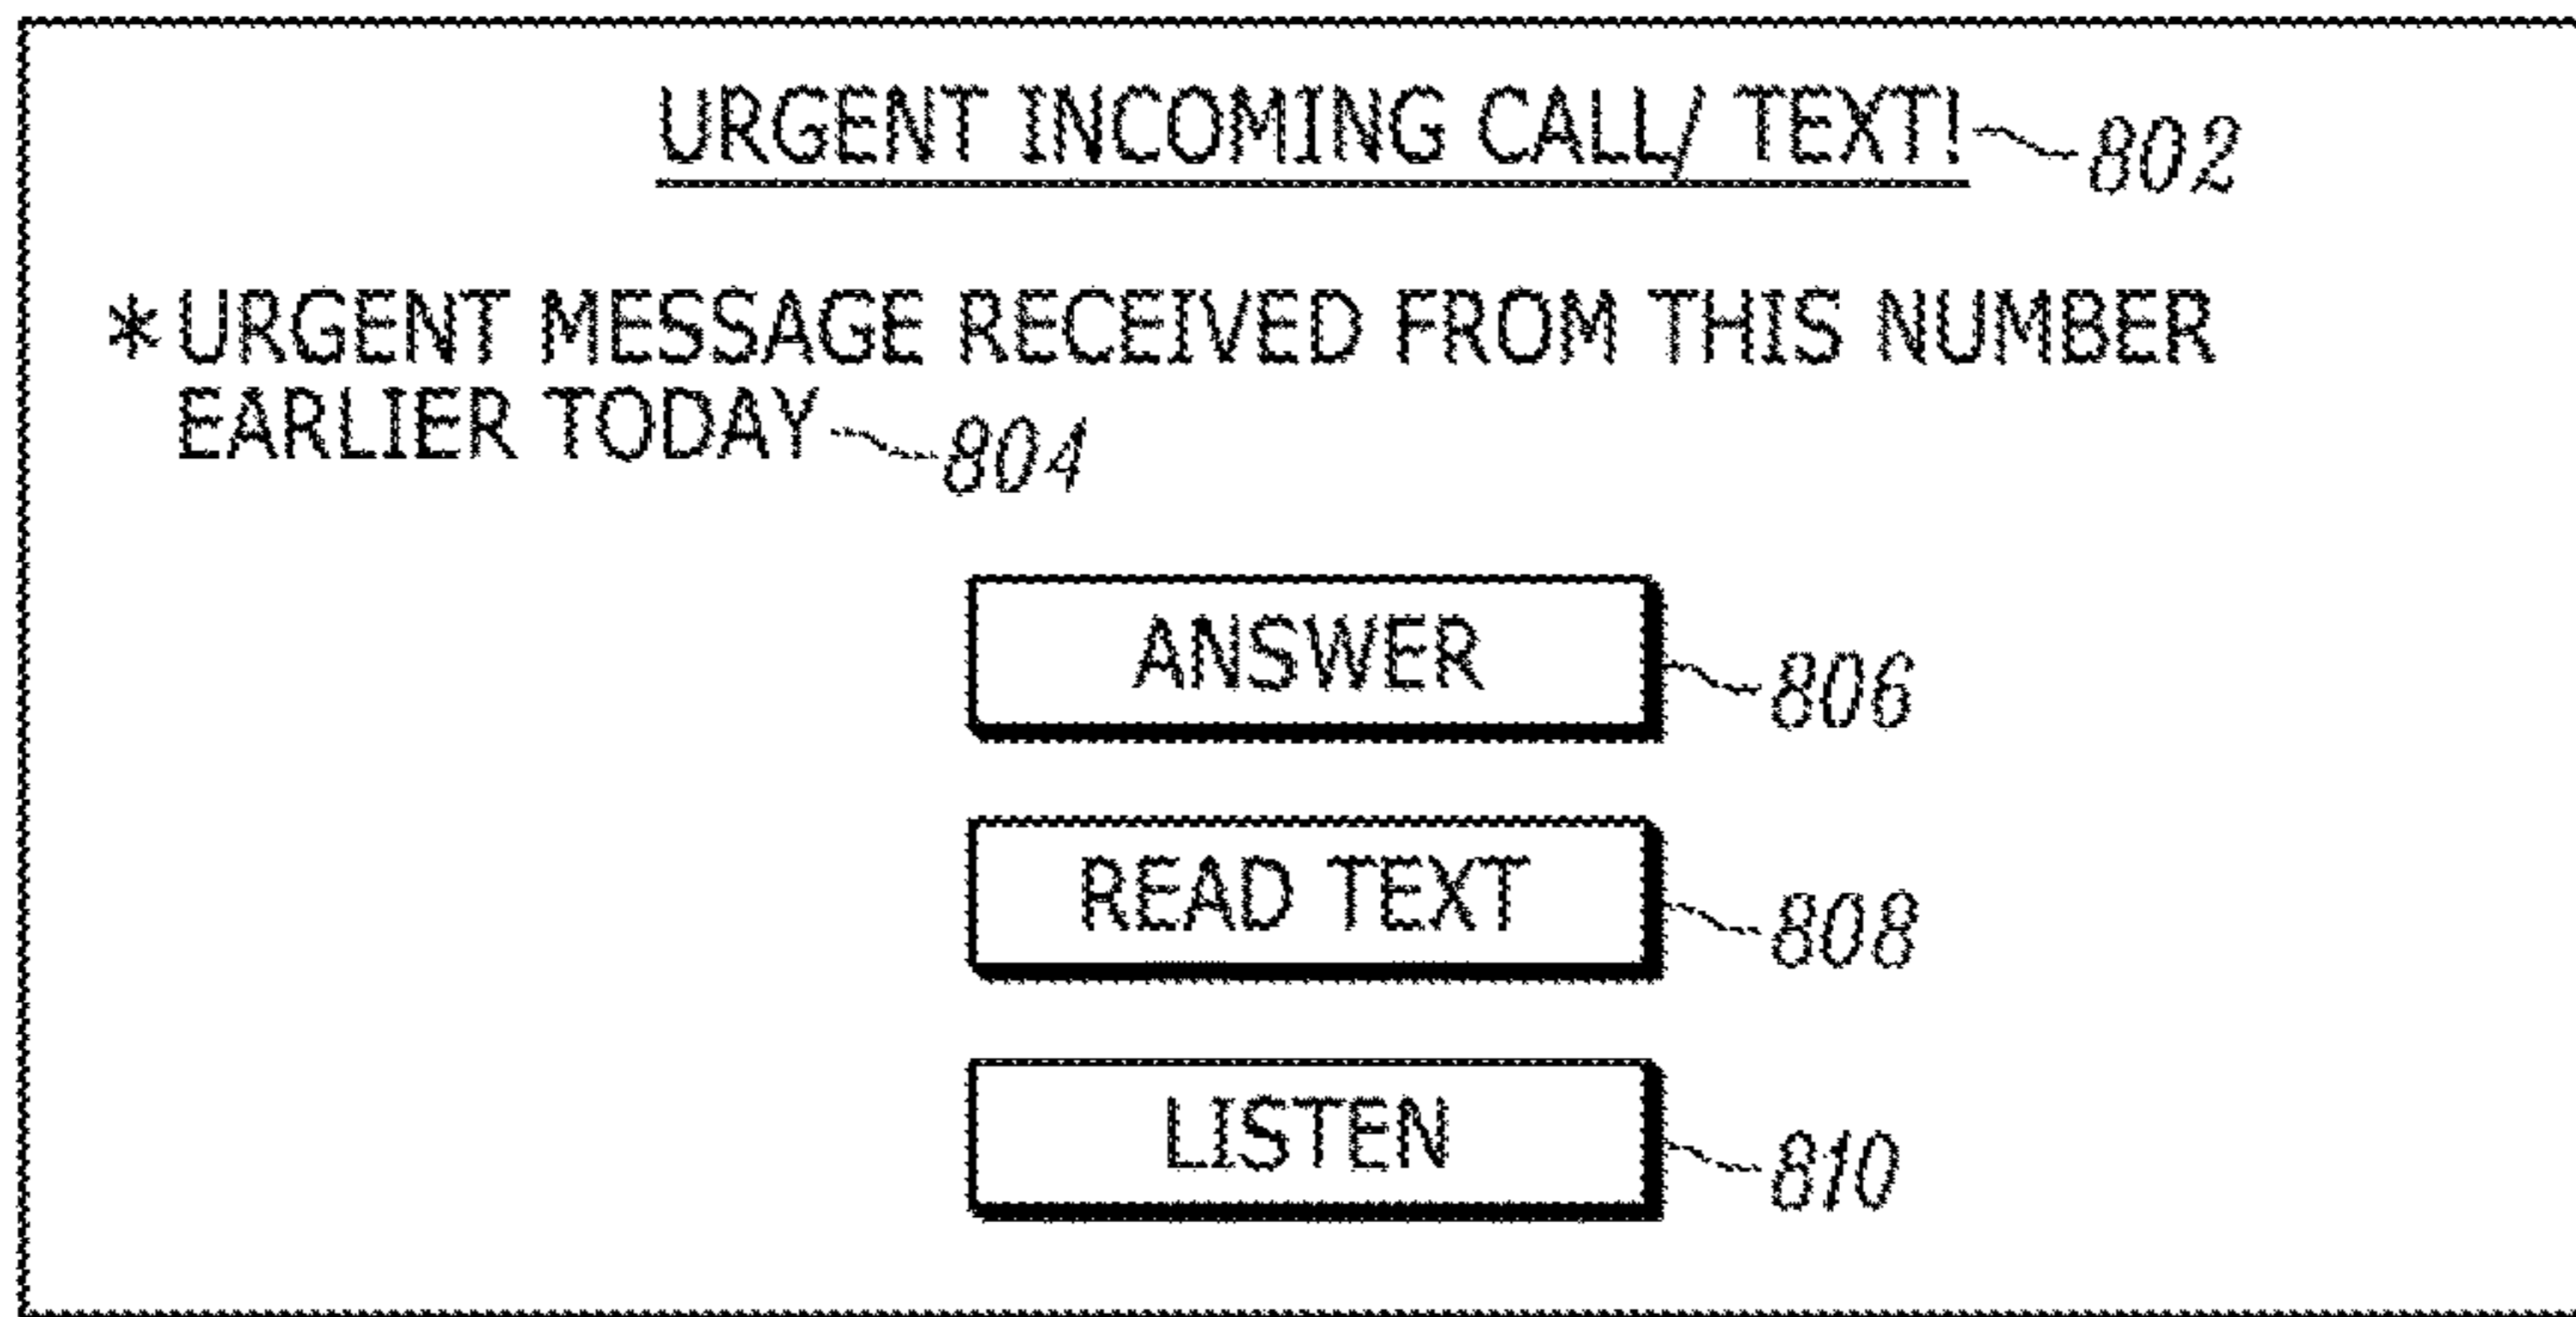 URGENT INCOMING CALL/ TEXT! 802
* URGENT MESSAGE RECEIVED FROM THIS NUMBER
EARLIER TODAY 804
ANSWER 806
READ TEXT 808
LISTEN 810